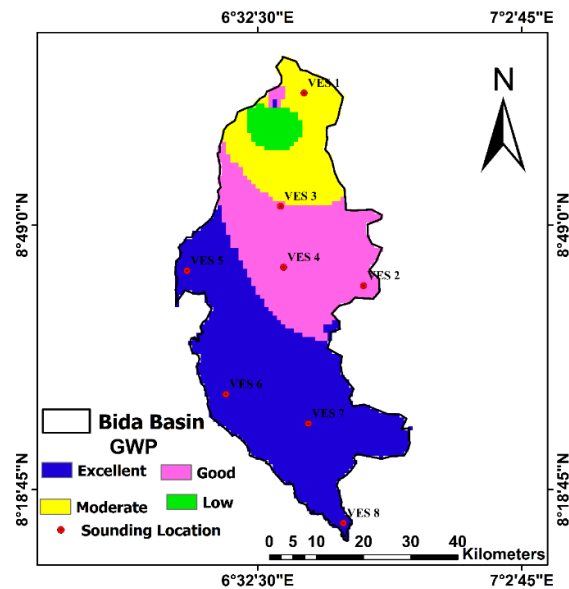 6°32'30"E 7°2'45"E
N
VES 1
VES 3
8°49'0"N 8°49'0"N
VES 4
VES 5
VES 2
VES 6
VES 7
Bida Basin
GWP
Excellent Good
Moderate Low
Sounding Location
8°18'45"N 8°18'45"N
VES 8
0 5 10 20 30 40
Kilometers
6°32'30"E 7°2'45"E